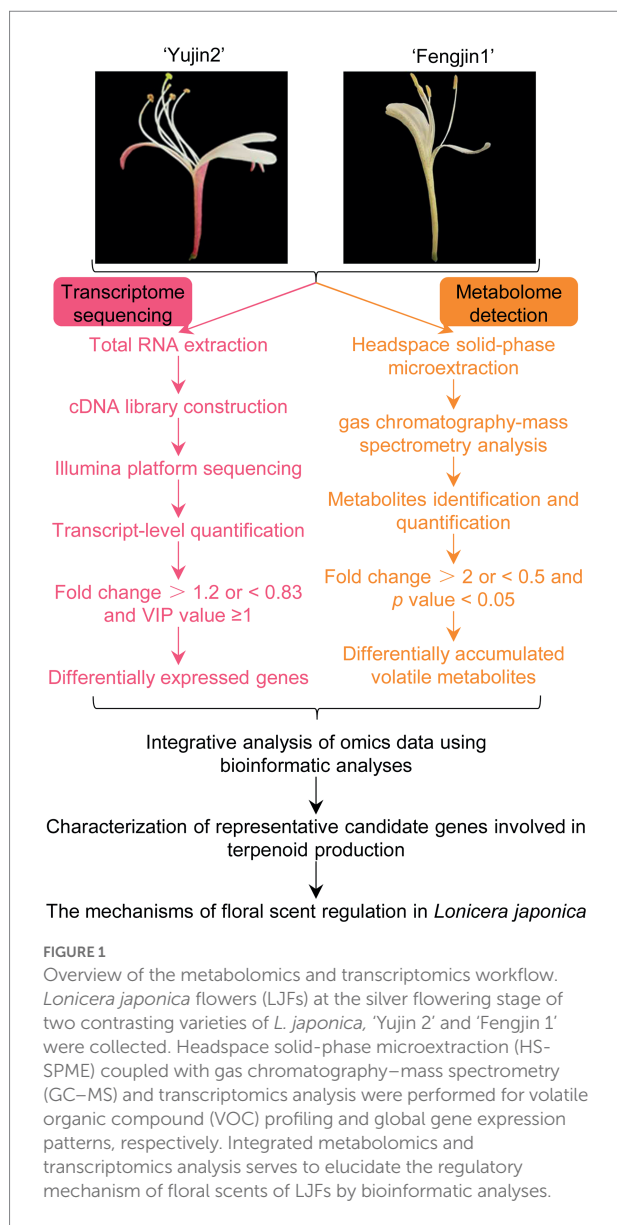 ‘Yujin2’
‘Fengjin1’
Transcriptome
sequencing
Metabolome
detection
Total RNA extraction
cDNA library construction
Illumina platform sequencing
Transcript-level quantification
Fold change > 1.2 or < 0.83
and VIP value ≥1
Differentially expressed genes
Headspace solid-phase
microextraction
gas chromatography-mass
spectrometry analysis
Metabolites identification and
quantification
Fold change > 2 or < 0.5 and
p value < 0.05
Differentially accumulated
volatile metabolites
Integrative analysis of omics data using
bioinformatic analyses
Characterization of representative candidate genes involved in
terpenoid production
The mechanisms of floral scent regulation in Lonicera japonica
FIGURE 1
Overview of the metabolomics and transcriptomics workflow.
Lonicera japonica flowers (LJFs) at the silver flowering stage of
two contrasting varieties of L. japonica, ‘Yujin 2’ and ‘Fengjin 1’
were collected. Headspace solid-phase microextraction (HS-
SPME) coupled with gas chromatography–mass spectrometry
(GC–MS) and transcriptomics analysis were performed for volatile
organic compound (VOC) profiling and global gene expression
patterns, respectively. Integrated metabolomics and
transcriptomics analysis serves to elucidate the regulatory
mechanism of floral scents of LJFs by bioinformatic analyses.